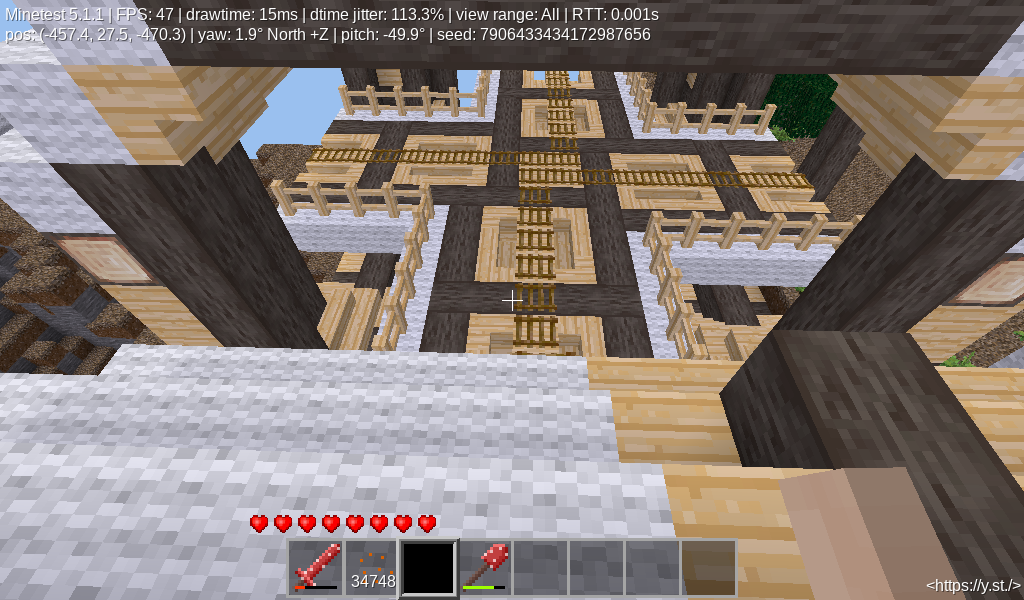 Minetest 5.1.1 | FPS: 47 | drawtime: 15ms | dtime jitter: 113.3% | view range: All | RTT: 0.001s
pos: (-457.4, 27.5, -470.3) | yaw: 1.9° North +Z | pitch: -49.9° | seed: 7906433434172987656
34748
<https://y.st./>